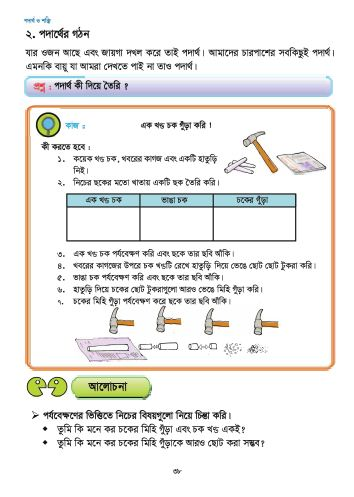 পদার্থ ও শক্তি
২. পদার্থের গঠন
যার ওজন আছে এবং জায়গা দখল করে তাই পদার্থ। আমাদের চারপাশের সবকিছুই পদার্থ।
এমনকি বায়ু যা আমরা দেখতে পাই না তাও পদার্থ।
প্রশ্ন : পদার্থ কী দিয়ে তৈরি ?
কাজ : এক খণ্ড চক গুঁড়া করি !
কী করতে হবে :
১. কয়েক খণ্ড চক, খবরের কাগজ এবং একটি হাতুড়ি
নিই।
২. নিচের ছকের মতো খাতায় একটি ছক তৈরি করি।
এক খণ্ড চক ভাঙা চক চকের গুঁড়া
৩. এক খণ্ড চক পর্যবেক্ষণ করি এবং ছকে তার ছবি আঁকি।
৪. খবরের কাগজের উপরে চক খণ্ডটি রেখে হাতুড়ি দিয়ে ভেঙে ছোট ছোট টুকরা করি।
৫. ভাঙা চক পর্যবেক্ষণ করি এবং ছকে তার ছবি আঁকি।
৬. হাতুড়ি দিয়ে চকের ছোট টুকরাগুলো আরও ভেঙে মিহি গুঁড়া করি।
৭. চকের মিহি গুঁড়া পর্যবেক্ষণ করে ছকে তার ছবি আঁকি।
আলোচনা
➢ পর্যবেক্ষণের ভিত্তিতে নিচের বিষয়গুলো নিয়ে চিন্তা করি।
◆ তুমি কি মনে কর চকের মিহি গুঁড়া এবং চক খণ্ড একই?
◆ তুমি কি মনে কর চকের মিহি গুঁড়াকে আরও ছোট করা সম্ভব?
৩৮